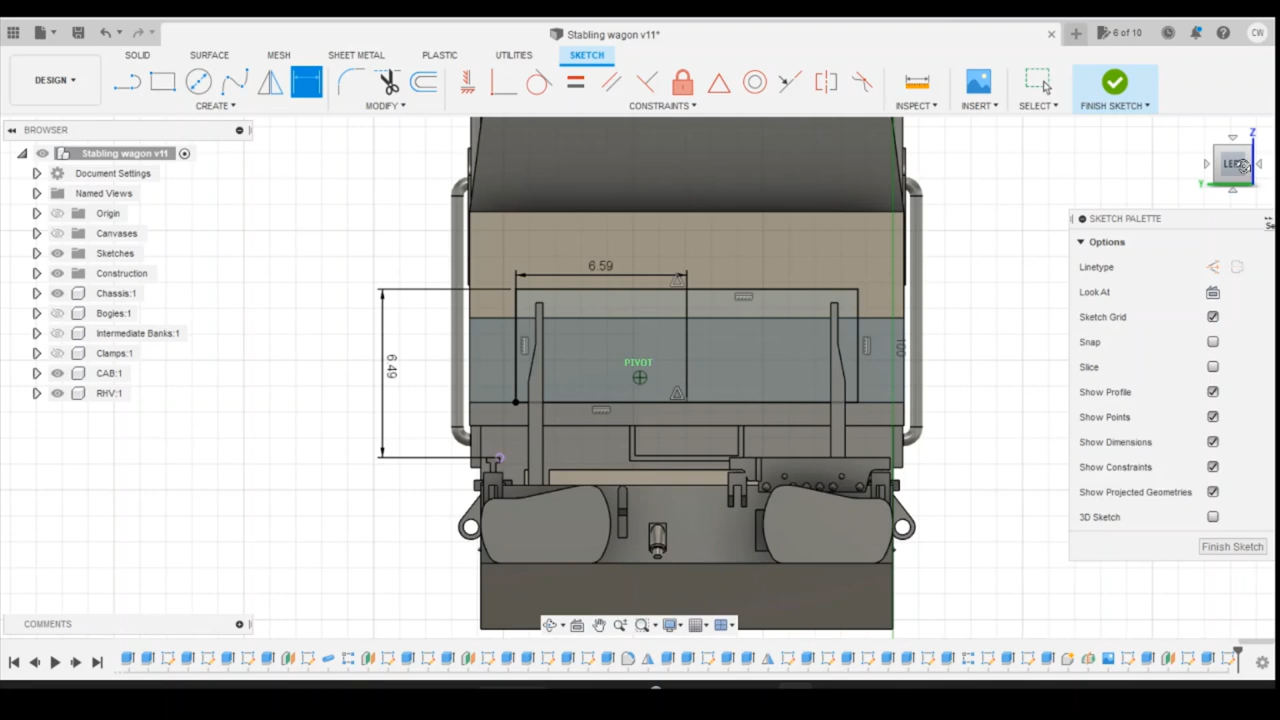 Stabling wagon v11*
6 of 10
CW
DESIGN
SOLID
SURFACE
MESH
SHEET METAL
PLASTIC
UTILITIES
SKETCH
CREATE
MODIFY
CONSTRAINTS
INSPECT
INSERT
SELECT
FINISH SKETCH
BROWSER
Stabling wagon v11
Document Settings
Named Views
Origin
Canvases
Sketches
Construction
Chassis:1
Bogies:1
Intermediate Banks:1
Clamps:1
CAB:1
RHV:1
COMMENTS
6.59
6.49
PIVOT
100
Z
Y
SKETCH PALETTE
Options
Linetype
Look At
Sketch Grid
Snap
Slice
Show Profile
Show Points
Show Dimensions
Show Constraints
Show Projected Geometries
3D Sketch
Finish Sketch